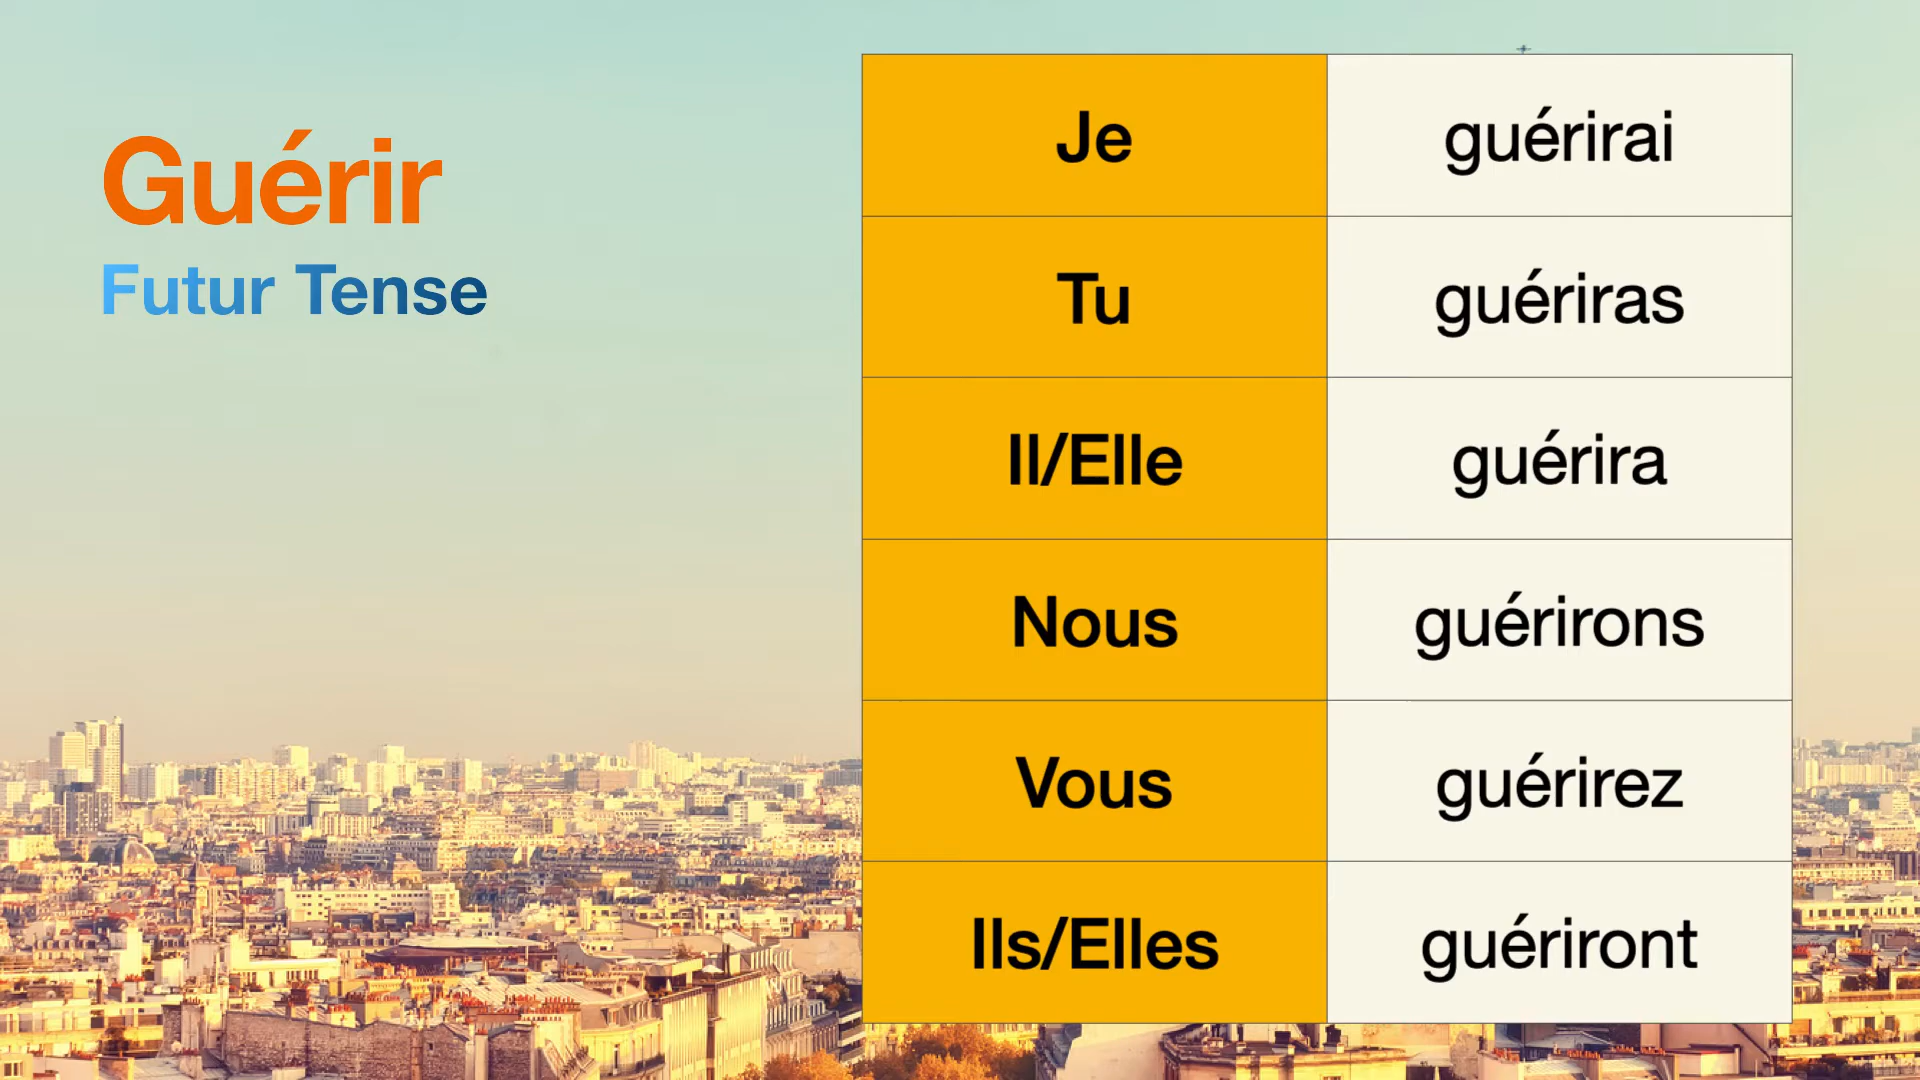 Guérir
Futur Tense
Je guérirai
Tu guériras
Il/Elle guérira
Nous guérirons
Vous guérirez
Ils/Elles guériront